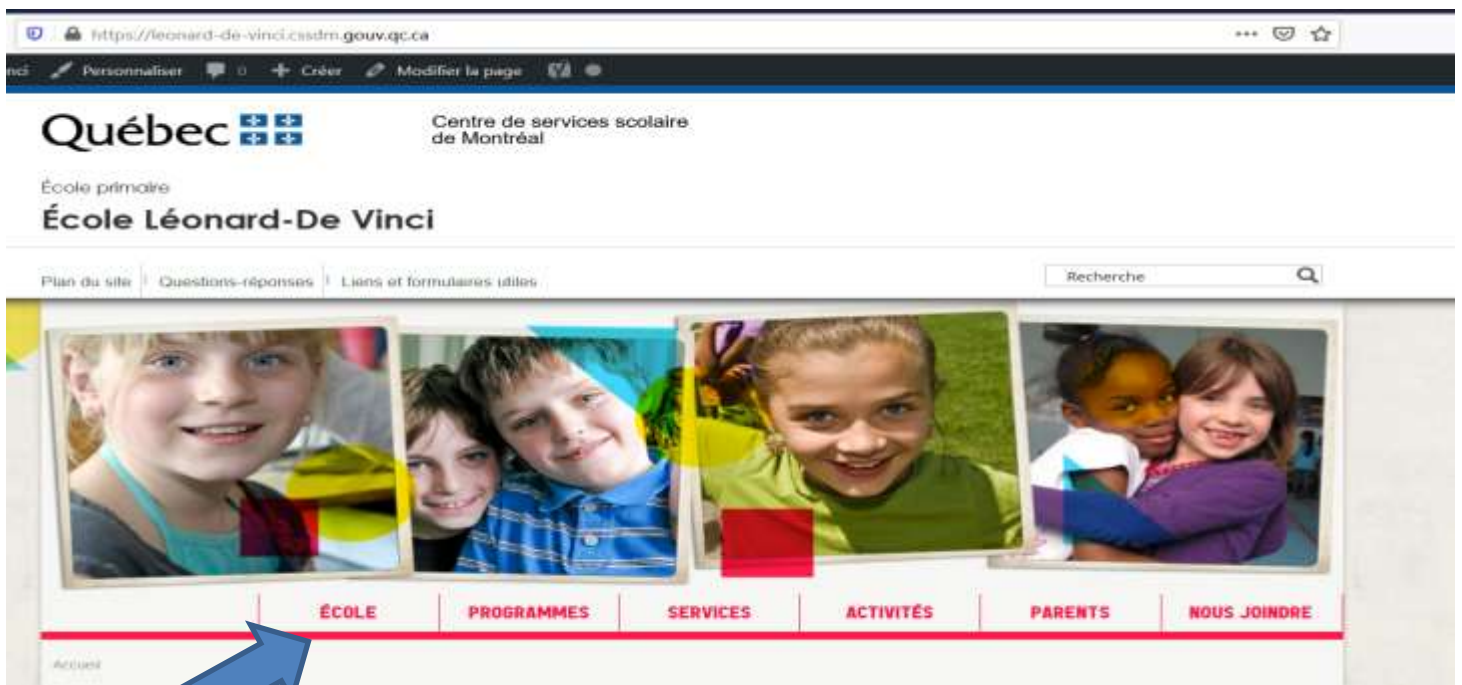 https://leonard-de-vinci.cssdm.gouv.qc.ca
nci Personnaliser 0 + Créer Modifier la page
Québec
Centre de services scolaire
de Montréal
École primaire
École Léonard-De Vinci
Plan du site Questions-réponses Liens et formulaires utiles
Recherche
ÉCOLE PROGRAMMES SERVICES ACTIVITÉS PARENTS NOUS JOINDRE
Accueil